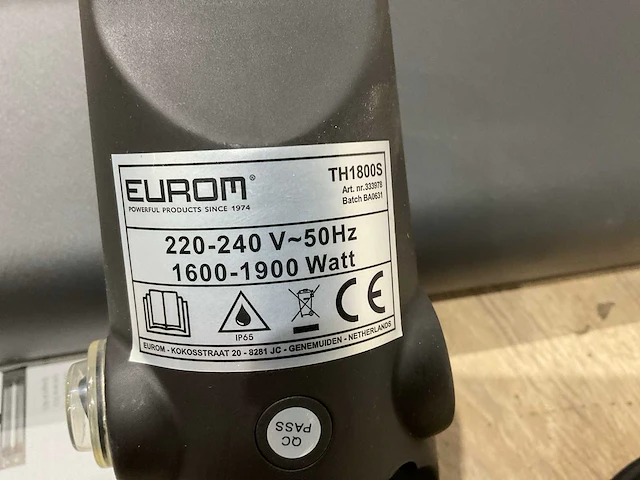 EUROM®
POWERFUL PRODUCTS SINCE 1974
TH1800S
Art. nr.333978
Batch BA0631
220-240 V~50Hz
1600-1900 Watt
IP65
CE
EUROM - KOKOSSTRAAT 20 - 8281 JC - GENEMUIDEN - NETHERLANDS
QC
PASS